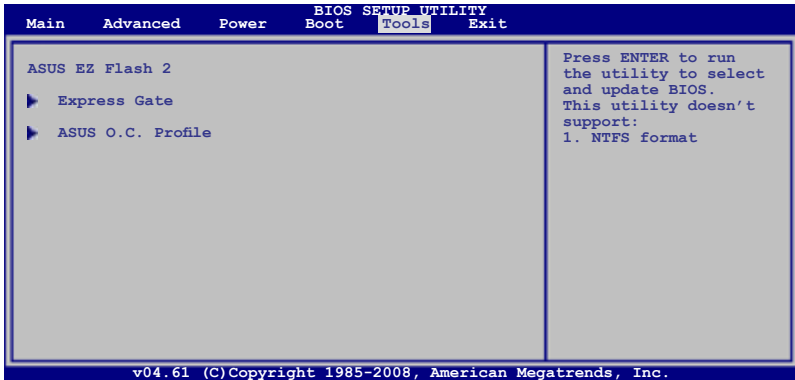 BIOS SETUP UTILITY
Main Advanced Power Boot Tools Exit
ASUS EZ Flash 2
Express Gate
ASUS O.C. Profile
Press ENTER to run
the utility to select
and update BIOS.
This utility doesn't
support:
1. NTFS format
v04.61 (C)Copyright 1985-2008, American Megatrends, Inc.